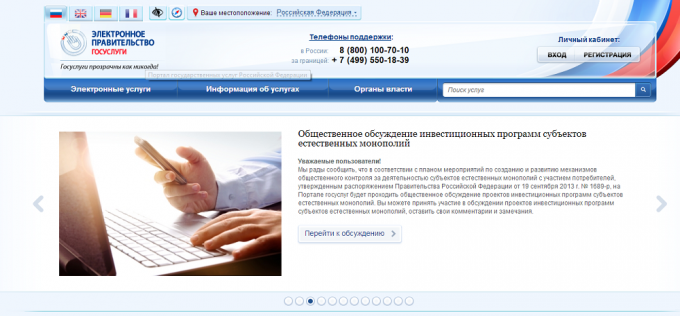 Ваше местоположение: Российская Федерация
ЭЛЕКТРОННОЕ
ПРАВИТЕЛЬСТВО
ГОСУСЛУГИ
Госуслуги прозрачны как никогда!
Телефоны поддержки:
в России: 8 (800) 100-70-10
за границей: + 7 (499) 550-18-39
Личный кабинет:
ВХОД РЕГИСТРАЦИЯ
Портал государственных услуг Российской Федерации
Электронные услуги Информация об услугах Органы власти Поиск услуг
Общественное обсуждение инвестиционных программ субъектов
естественных монополий
Уважаемые пользователи!
Мы рады сообщить, что в соответствии с планом мероприятий по созданию и развитию механизмов
общественного контроля за деятельностью субъектов естественных монополий с участием потребителей,
утвержденным распоряжением Правительства Российской Федерации от 19 сентября 2013 г. № 1689-р, на
Портале госуслуг будет проходить общественное обсуждение проектов инвестиционных программ субъектов
естественных монополий. Вы можете принять участие в обсуждении проектов инвестиционных программ
субъектов естественных монополий, оставить свои комментарии и замечания.
Перейти к обсуждению